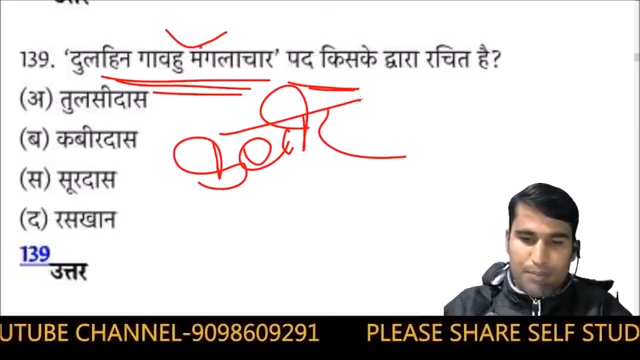 139. ‘दुलहिन गावहु मंगलाचार’ पद किसके द्वारा रचित है?
(अ) तुलसीदास
(ब) कबीरदास
कबीर
(स) सूरदास
(द) रसखान
139
उत्तर
OUTUBE CHANNEL-9098609291 PLEASE SHARE SELF STUD